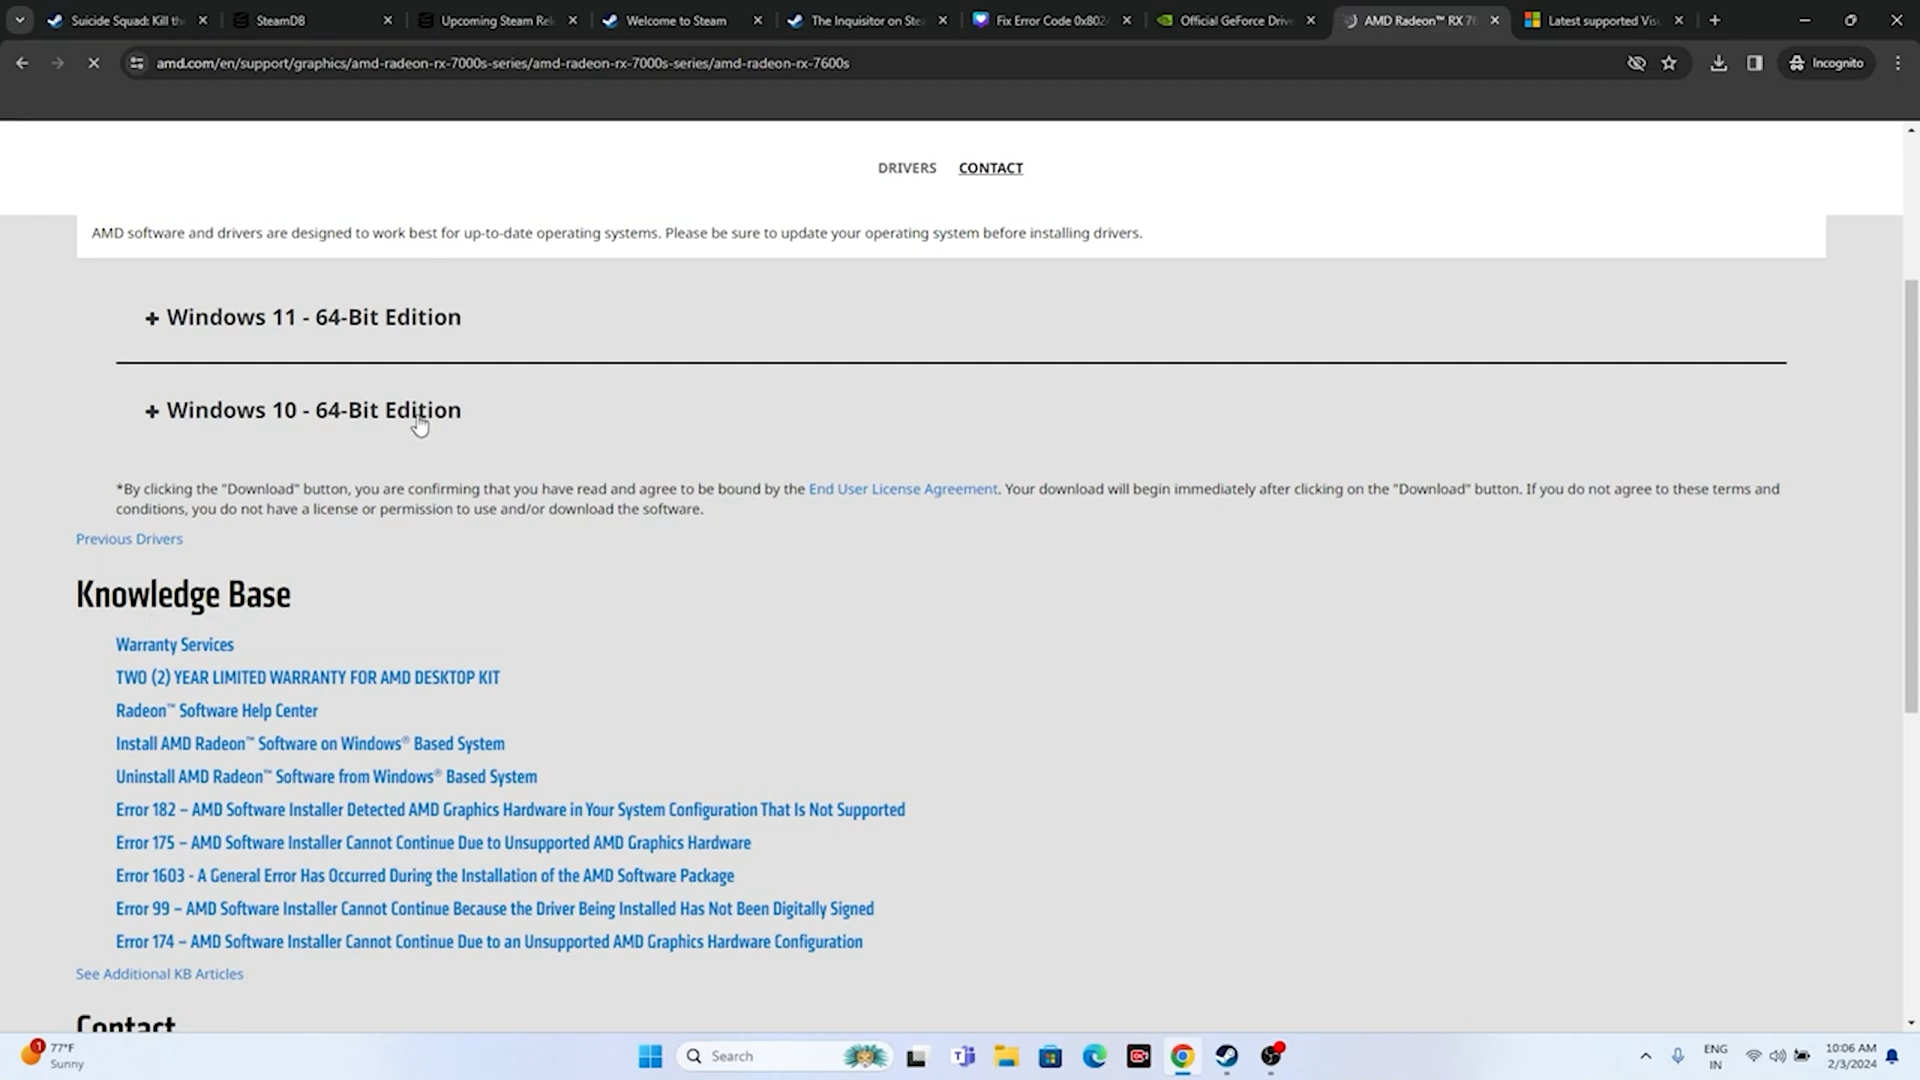 Suicide Squad: Kill the
SteamDB
Upcoming Steam Rel
Welcome to Steam
The Inquisitor on Stea
Fix Error Code 0x802
Official GeForce Drive
AMD Radeon™ RX 76
Latest supported Visu
amd.com/en/support/graphics/amd-radeon-rx-7000s-series/amd-radeon-rx-7000s-series/amd-radeon-rx-7600s
Incognito
DRIVERS CONTACT
AMD software and drivers are designed to work best for up-to-date operating systems. Please be sure to update your operating system before installing drivers.
+ Windows 11 - 64-Bit Edition
+ Windows 10 - 64-Bit Edition
*By clicking the "Download" button, you are confirming that you have read and agree to be bound by the End User License Agreement. Your download will begin immediately after clicking on the "Download" button. If you do not agree to these terms and
conditions, you do not have a license or permission to use and/or download the software.
Previous Drivers
Knowledge Base
Warranty Services
TWO (2) YEAR LIMITED WARRANTY FOR AMD DESKTOP KIT
Radeon™ Software Help Center
Install AMD Radeon™ Software on Windows® Based System
Uninstall AMD Radeon™ Software from Windows® Based System
Error 182 – AMD Software Installer Detected AMD Graphics Hardware in Your System Configuration That Is Not Supported
Error 175 – AMD Software Installer Cannot Continue Due to Unsupported AMD Graphics Hardware
Error 1603 - A General Error Has Occurred During the Installation of the AMD Software Package
Error 99 – AMD Software Installer Cannot Continue Because the Driver Being Installed Has Not Been Digitally Signed
Error 174 – AMD Software Installer Cannot Continue Due to an Unsupported AMD Graphics Hardware Configuration
See Additional KB Articles
Contact
1
77°F
Sunny
Search
ENG
IN
10:06 AM
2/3/2024